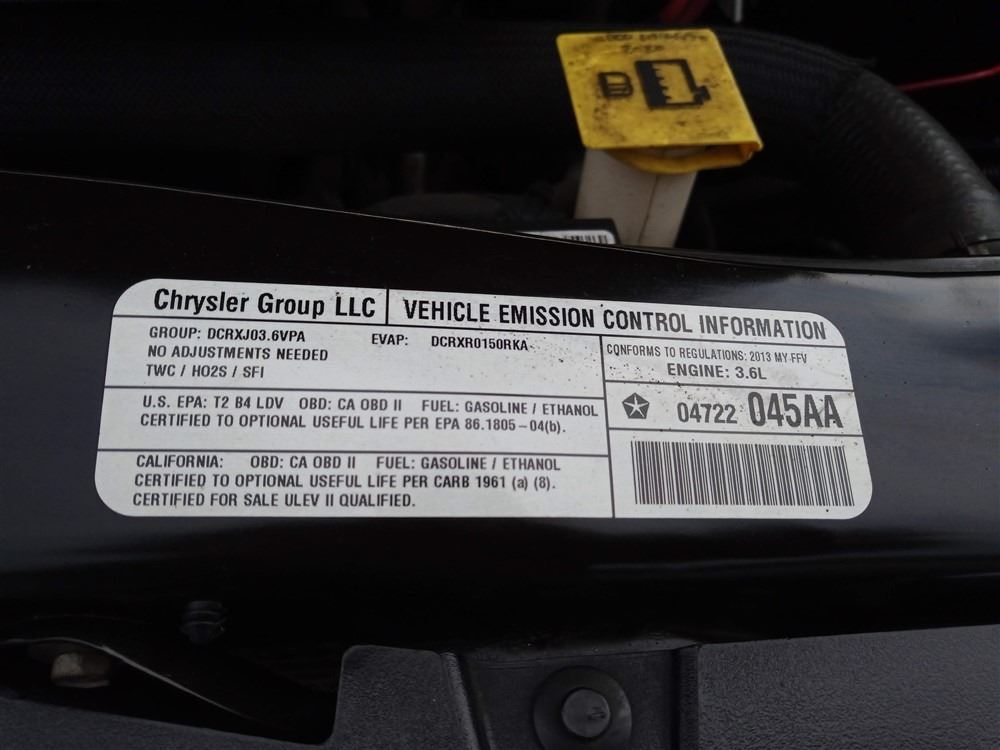 Chrysler Group LLC
VEHICLE EMISSION CONTROL INFORMATION
GROUP: DCRXJ03.6VPA EVAP: DCRXR0150RKA
NO ADJUSTMENTS NEEDED
TWC / HO2S / SFI
U.S. EPA: T2 B4 LDV OBD: CA OBD II FUEL: GASOLINE / ETHANOL
CERTIFIED TO OPTIONAL USEFUL LIFE PER EPA 86.1805-04(b).
CALIFORNIA: OBD: CA OBD II FUEL: GASOLINE / ETHANOL
CERTIFIED TO OPTIONAL USEFUL LIFE PER CARB 1961 (a) (8).
CERTIFIED FOR SALE ULEV II QUALIFIED.
CONFORMS TO REGULATIONS: 2013 MY FFV
ENGINE: 3.6L
04722 045AA